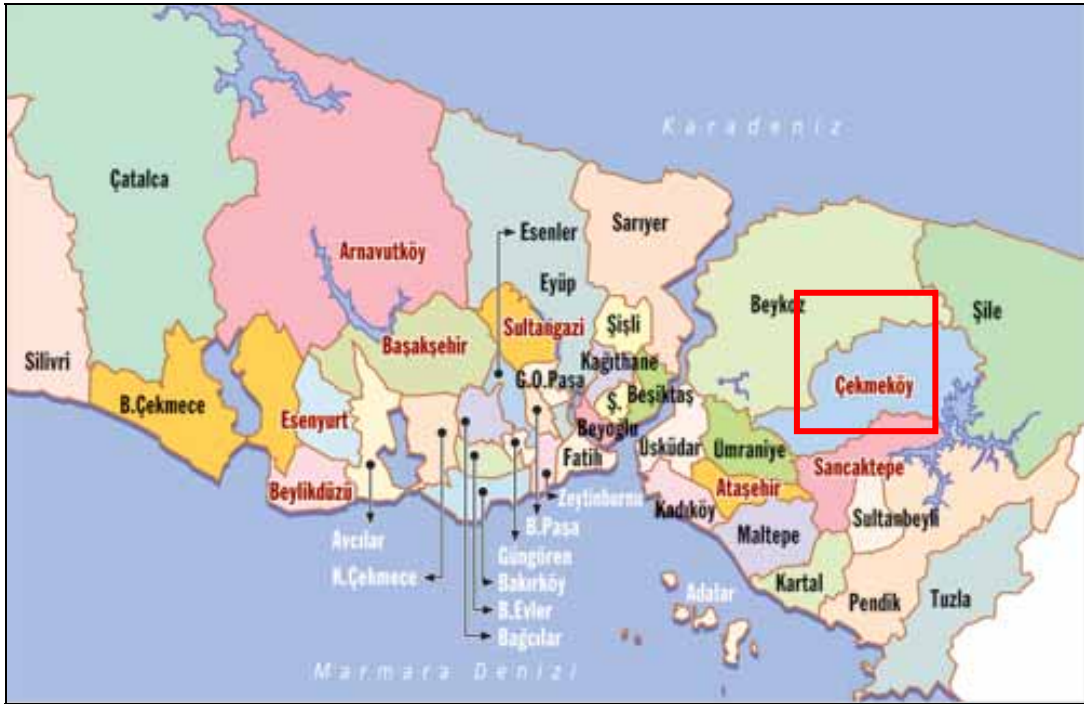 Karadeniz
Çatalca
Sarıyer
Esenler
Arnavutköy
Eyüp
Beykoz
Şile
Sultangazi
Şişli
Başakşehir
Silivri
Kağıthane
G.O.Paşa
Çekmeköy
B.Çekmece
Beşiktaş
Ş.
Esenyurt
Beyoglu
Üsküdar
Ümraniye
Fatih
Sancaktepe
Beylikdüzü
Ataşehir
Zeytinburnu
Kadıköy
Sultanbeyli
B.Paşa
Maltepe
Avcılar
Güngören
K.Çekmece
Bakırköy
Kartal
Adalar
Pendik
Tuzla
B.Evler
Bağcılar
Marmara Denizi